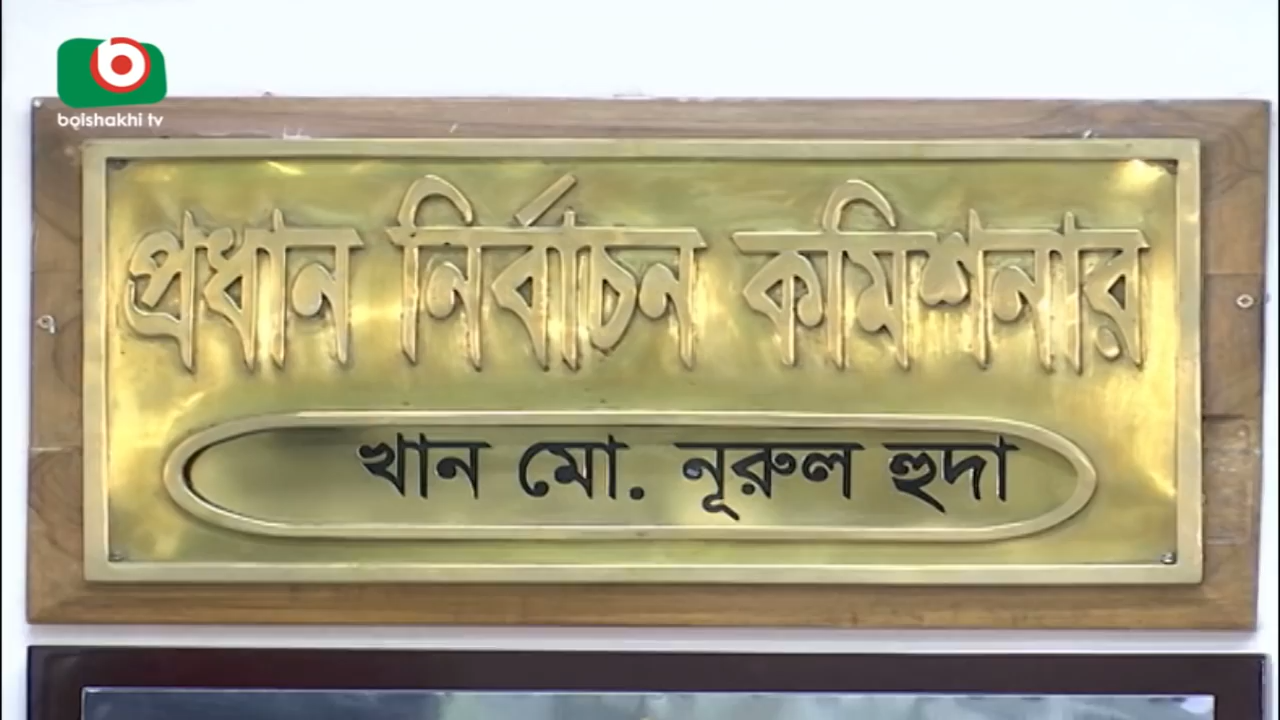 boishakhi tv
প্রধান নির্বাচন কমিশনার
খান মো. নূরুল হুদা